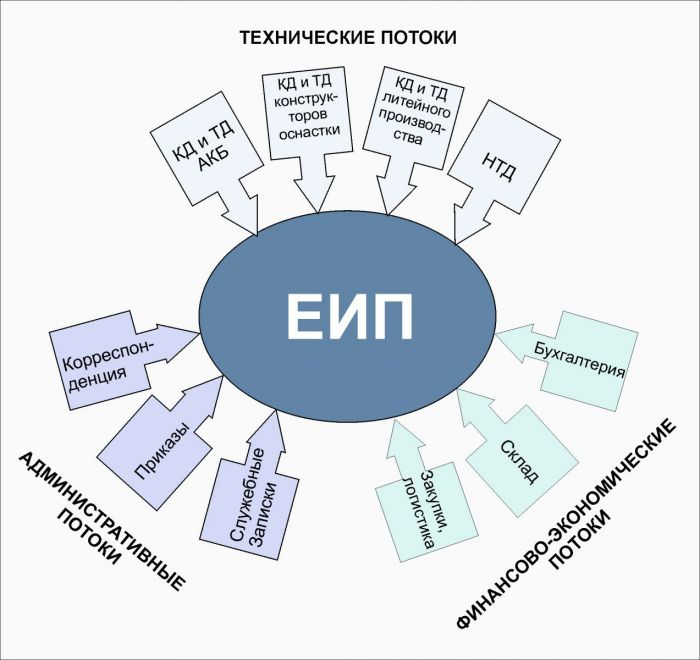 ТЕХНИЧЕСКИЕ ПОТОКИ
КД и ТД
АКБ
КД и ТД
конструк-
торов
оснастки
КД и ТД
литейного
производ-
ства
НТД
ЕИП
Корреспон-
денция
Приказы
Служебные
Записки
Закупки,
логистика
Склад
Бухгалтерия
АДМИНИСТРАТИВНЫЕ
ПОТОКИ
ФИНАНСОВО-ЭКОНОМИЧЕСКИЕ
ПОТОКИ